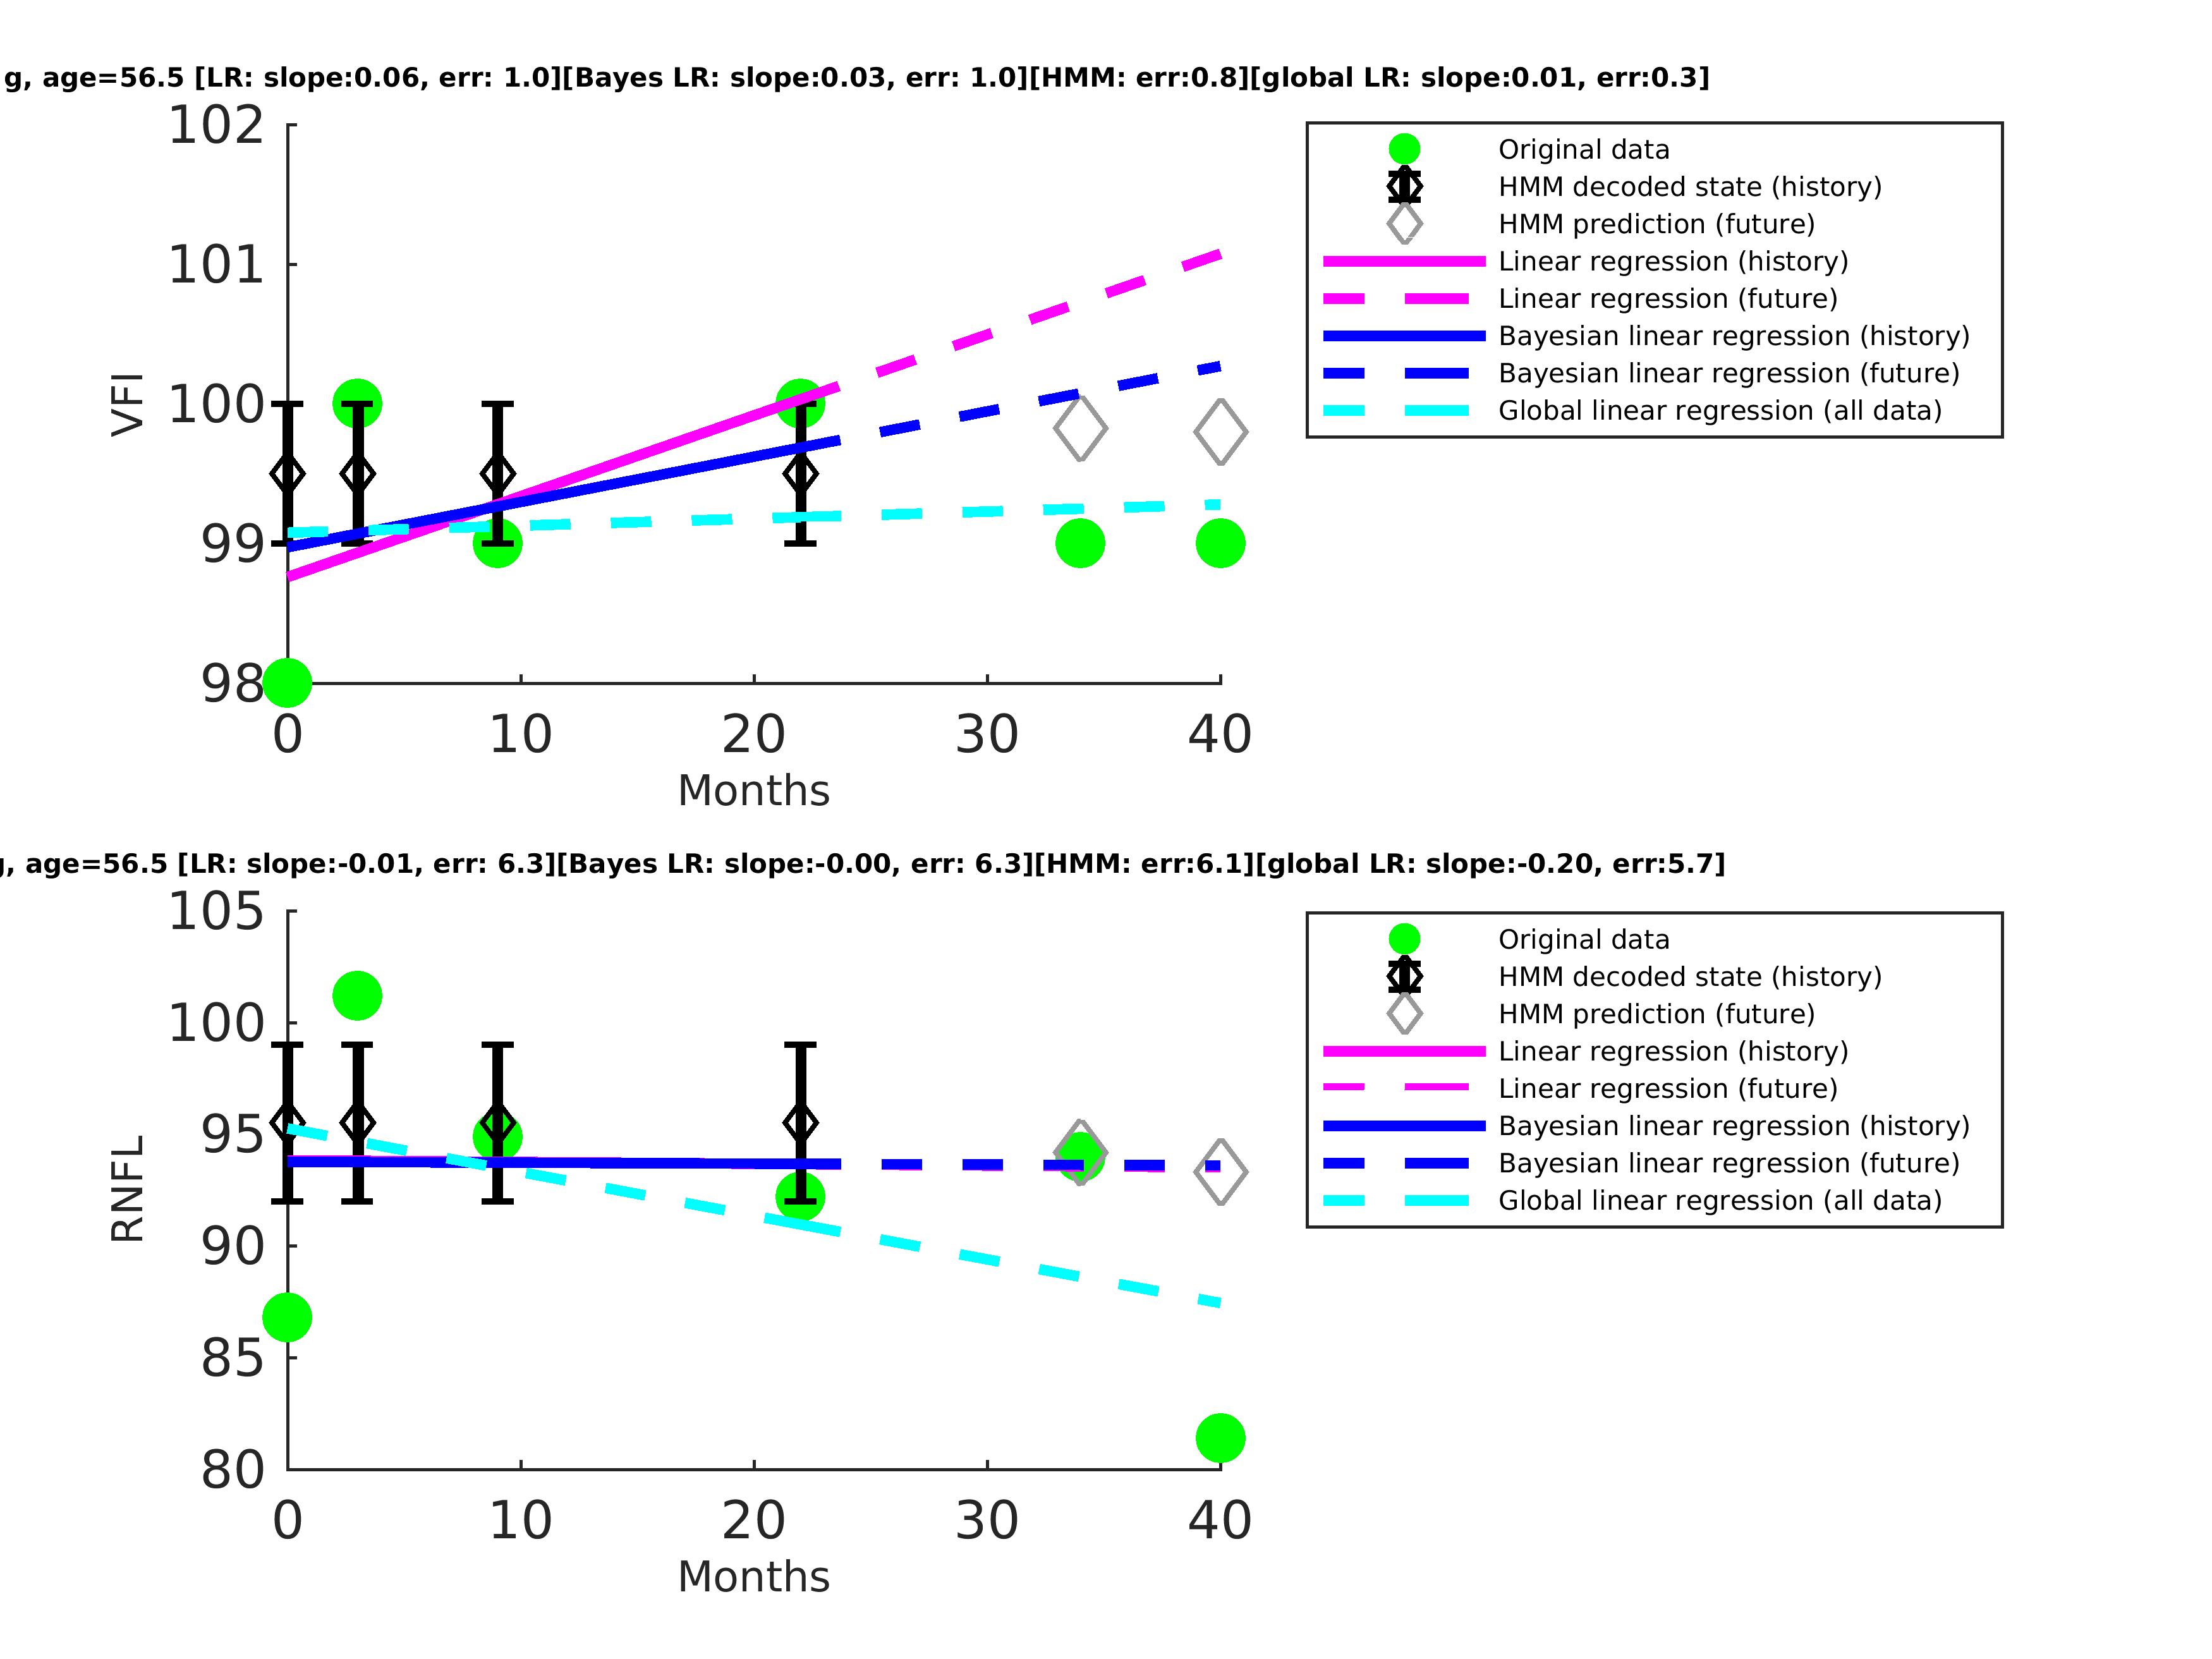 g, age=56.5 [LR: slope:0.06, err: 1.0][Bayes LR: slope:0.03, err: 1.0][HMM: err:0.8][global LR: slope:0.01, err:0.3]
102
101
100
99
98
VFI
0 10 20 30 40
Months
Original data
HMM decoded state (history)
HMM prediction (future)
Linear regression (history)
Linear regression (future)
Bayesian linear regression (history)
Bayesian linear regression (future)
Global linear regression (all data)
g, age=56.5 [LR: slope:-0.01, err: 6.3][Bayes LR: slope:-0.00, err: 6.3][HMM: err:6.1][global LR: slope:-0.20, err:5.7]
105
100
95
90
85
80
RNFL
0 10 20 30 40
Months
Original data
HMM decoded state (history)
HMM prediction (future)
Linear regression (history)
Linear regression (future)
Bayesian linear regression (history)
Bayesian linear regression (future)
Global linear regression (all data)